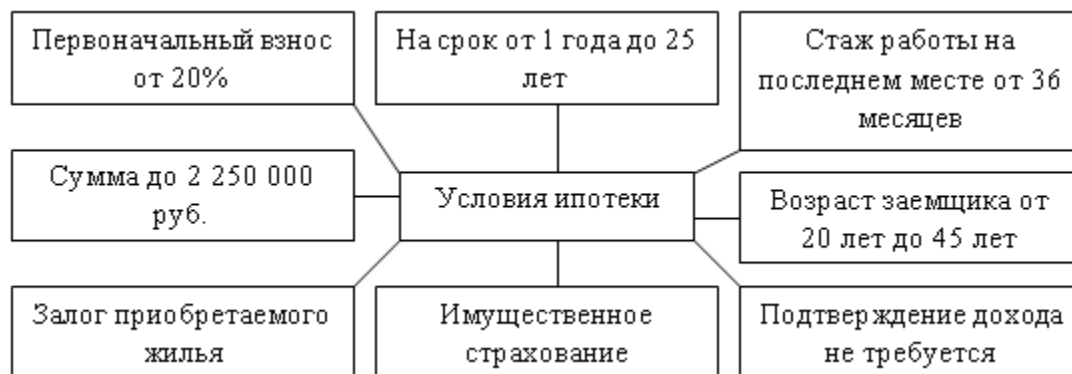 Первоначальный взнос
от 20%
На срок от 1 года до 25
лет
Стаж работы на
последнем месте от 36
месяцев
Сумма до 2 250 000
руб.
Условия ипотеки
Возраст заемщика от
20 лет до 45 лет
Залог приобретаемого
жилья
Имущественное
страхование
Подтверждение дохода
не требуется